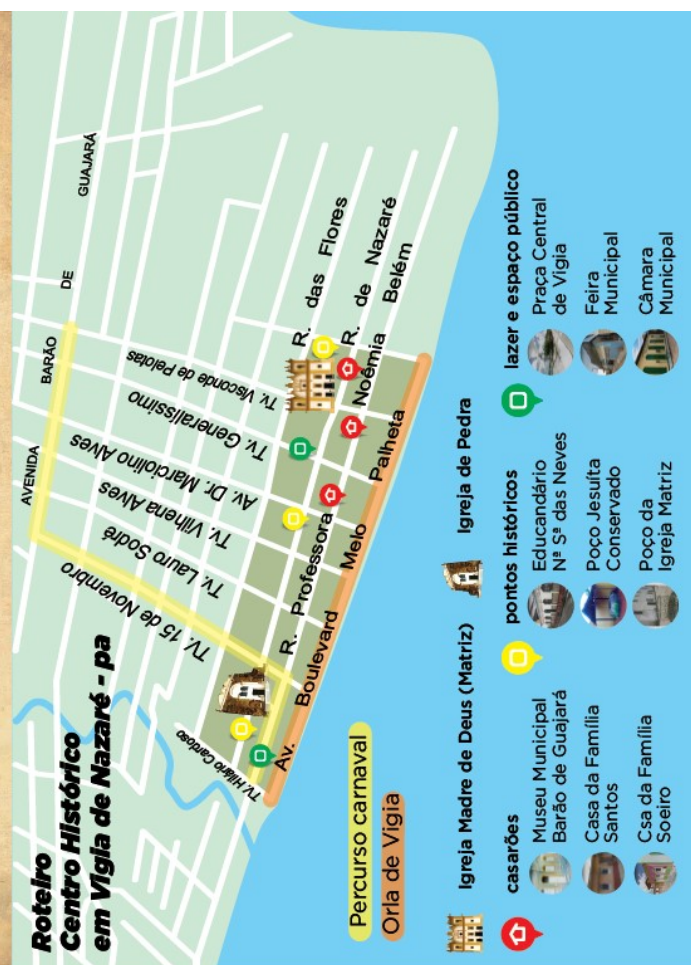 Roteiro
Centro Histórico
em Vigia de Nazaré - pa
AVENIDA
BARÃO
DE
GUAJARÁ
TV. 15 de Novembro
Tv. Lauro Sodré
Tv. Vilhena Alves
Av. Dr. Marciolino Alves
Tv. Generalíssimo
Tv. Visconde de Pelotas
R. das Flores
R. de Nazaré
R. Professora Noêmia Belém
Tv. Hilário Cardoso
Av. Boulevard Melo Palheta
Percurso carnaval
Orla de Vigia
Igreja Madre de Deus (Matriz)
Igreja de Pedra
casarões
Museu Municipal
Barão de Guajará
Casa da Família
Santos
Csa da Família
Soeiro
pontos históricos
Educandário
Nª Sª das Neves
Poço Jesuíta
Conservado
Poço da
Igreja Matriz
lazer e espaço público
Praça Central
de Vigia
Feira
Municipal
Câmara
Municipal